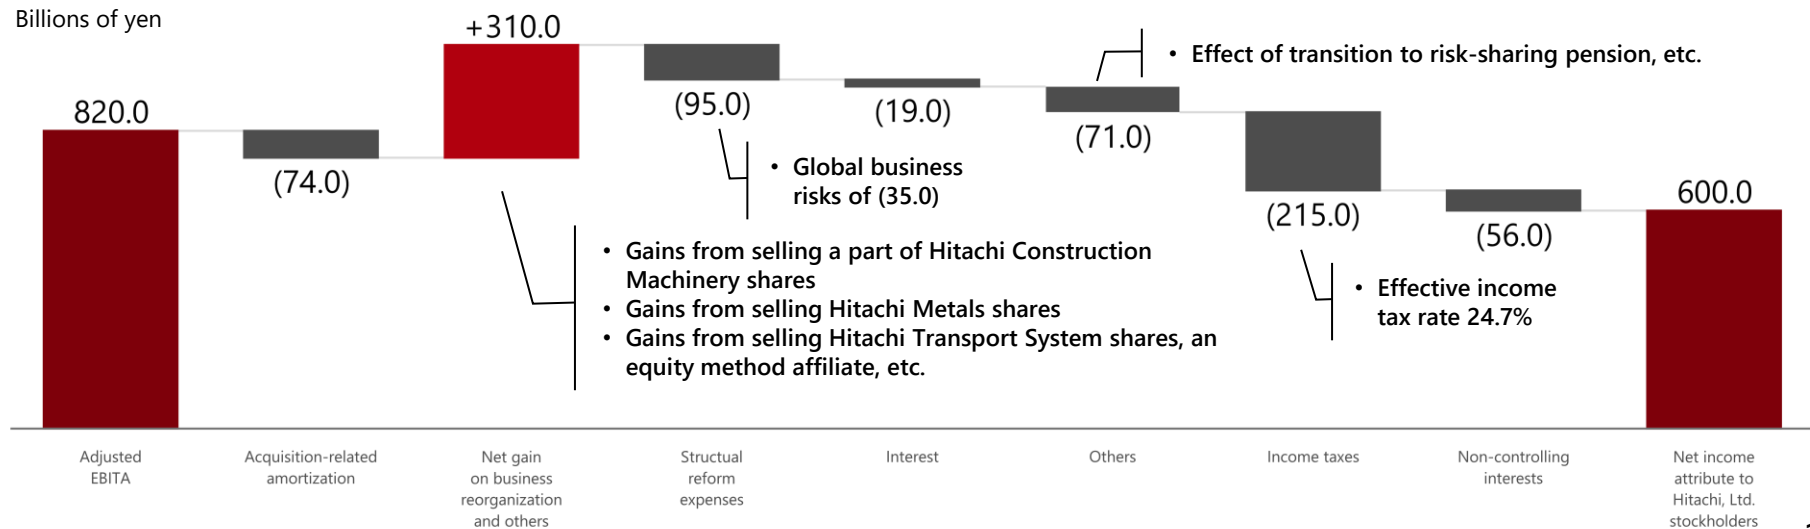 Billions of yen
820.0
(74.0)
+310.0
(95.0)
(19.0)
(71.0)
(215.0)
(56.0)
600.0
• Effect of transition to risk-sharing pension, etc.
• Global business
risks of (35.0)
• Gains from selling a part of Hitachi Construction
Machinery shares
• Gains from selling Hitachi Metals shares
• Gains from selling Hitachi Transport System shares, an
equity method affiliate, etc.
• Effective income
tax rate 24.7%
Adjusted
EBITA
Acquisition-related
amortization
Net gain
on business
reorganization
and others
Structual
reform
expenses
Interest
Others
Income taxes
Non-controlling
interests
Net income
attribute to
Hitachi, Ltd.
stockholders